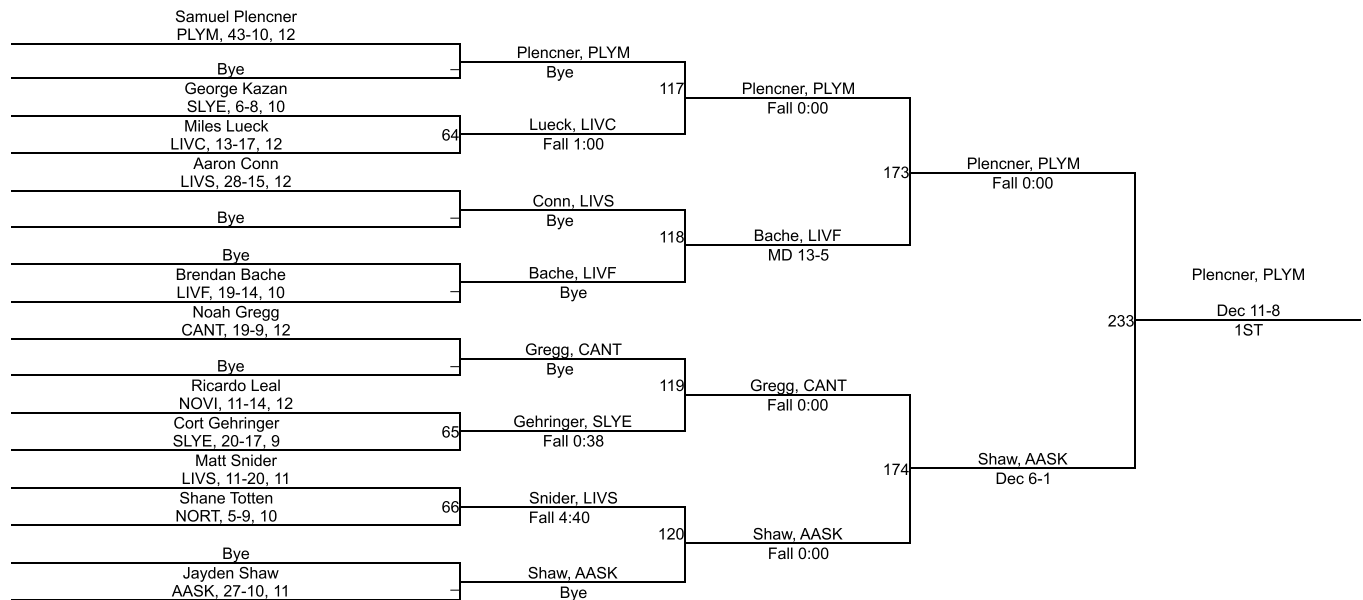 Samuel Plencner
PLYM, 43-10, 12
Bye
George Kazan
SLYE, 6-8, 10
Miles Lueck
LIVC, 13-17, 12
Aaron Conn
LIVS, 28-15, 12
Bye
Bye
Brendan Bache
LIVF, 19-14, 10
Noah Gregg
CANT, 19-9, 12
Bye
Ricardo Leal
NOVI, 11-14, 12
Cort Gehringer
SLYE, 20-17, 9
Matt Snider
LIVS, 11-20, 11
Shane Totten
NORT, 5-9, 10
Bye
Jayden Shaw
AASK, 27-10, 11
–
64
–
–
–
65
66
–
Plencner, PLYM
Bye
Lueck, LIVC
Fall 1:00
Conn, LIVS
Bye
Bache, LIVF
Bye
Gregg, CANT
Bye
Gehringer, SLYE
Fall 0:38
Snider, LIVS
Fall 4:40
Shaw, AASK
Bye
117
118
119
120
Plencner, PLYM
Fall 0:00
Bache, LIVF
MD 13-5
Gregg, CANT
Fall 0:00
Shaw, AASK
Fall 0:00
173
174
Plencner, PLYM
Fall 0:00
Shaw, AASK
Dec 6-1
233
Plencner, PLYM
Dec 11-8
1ST